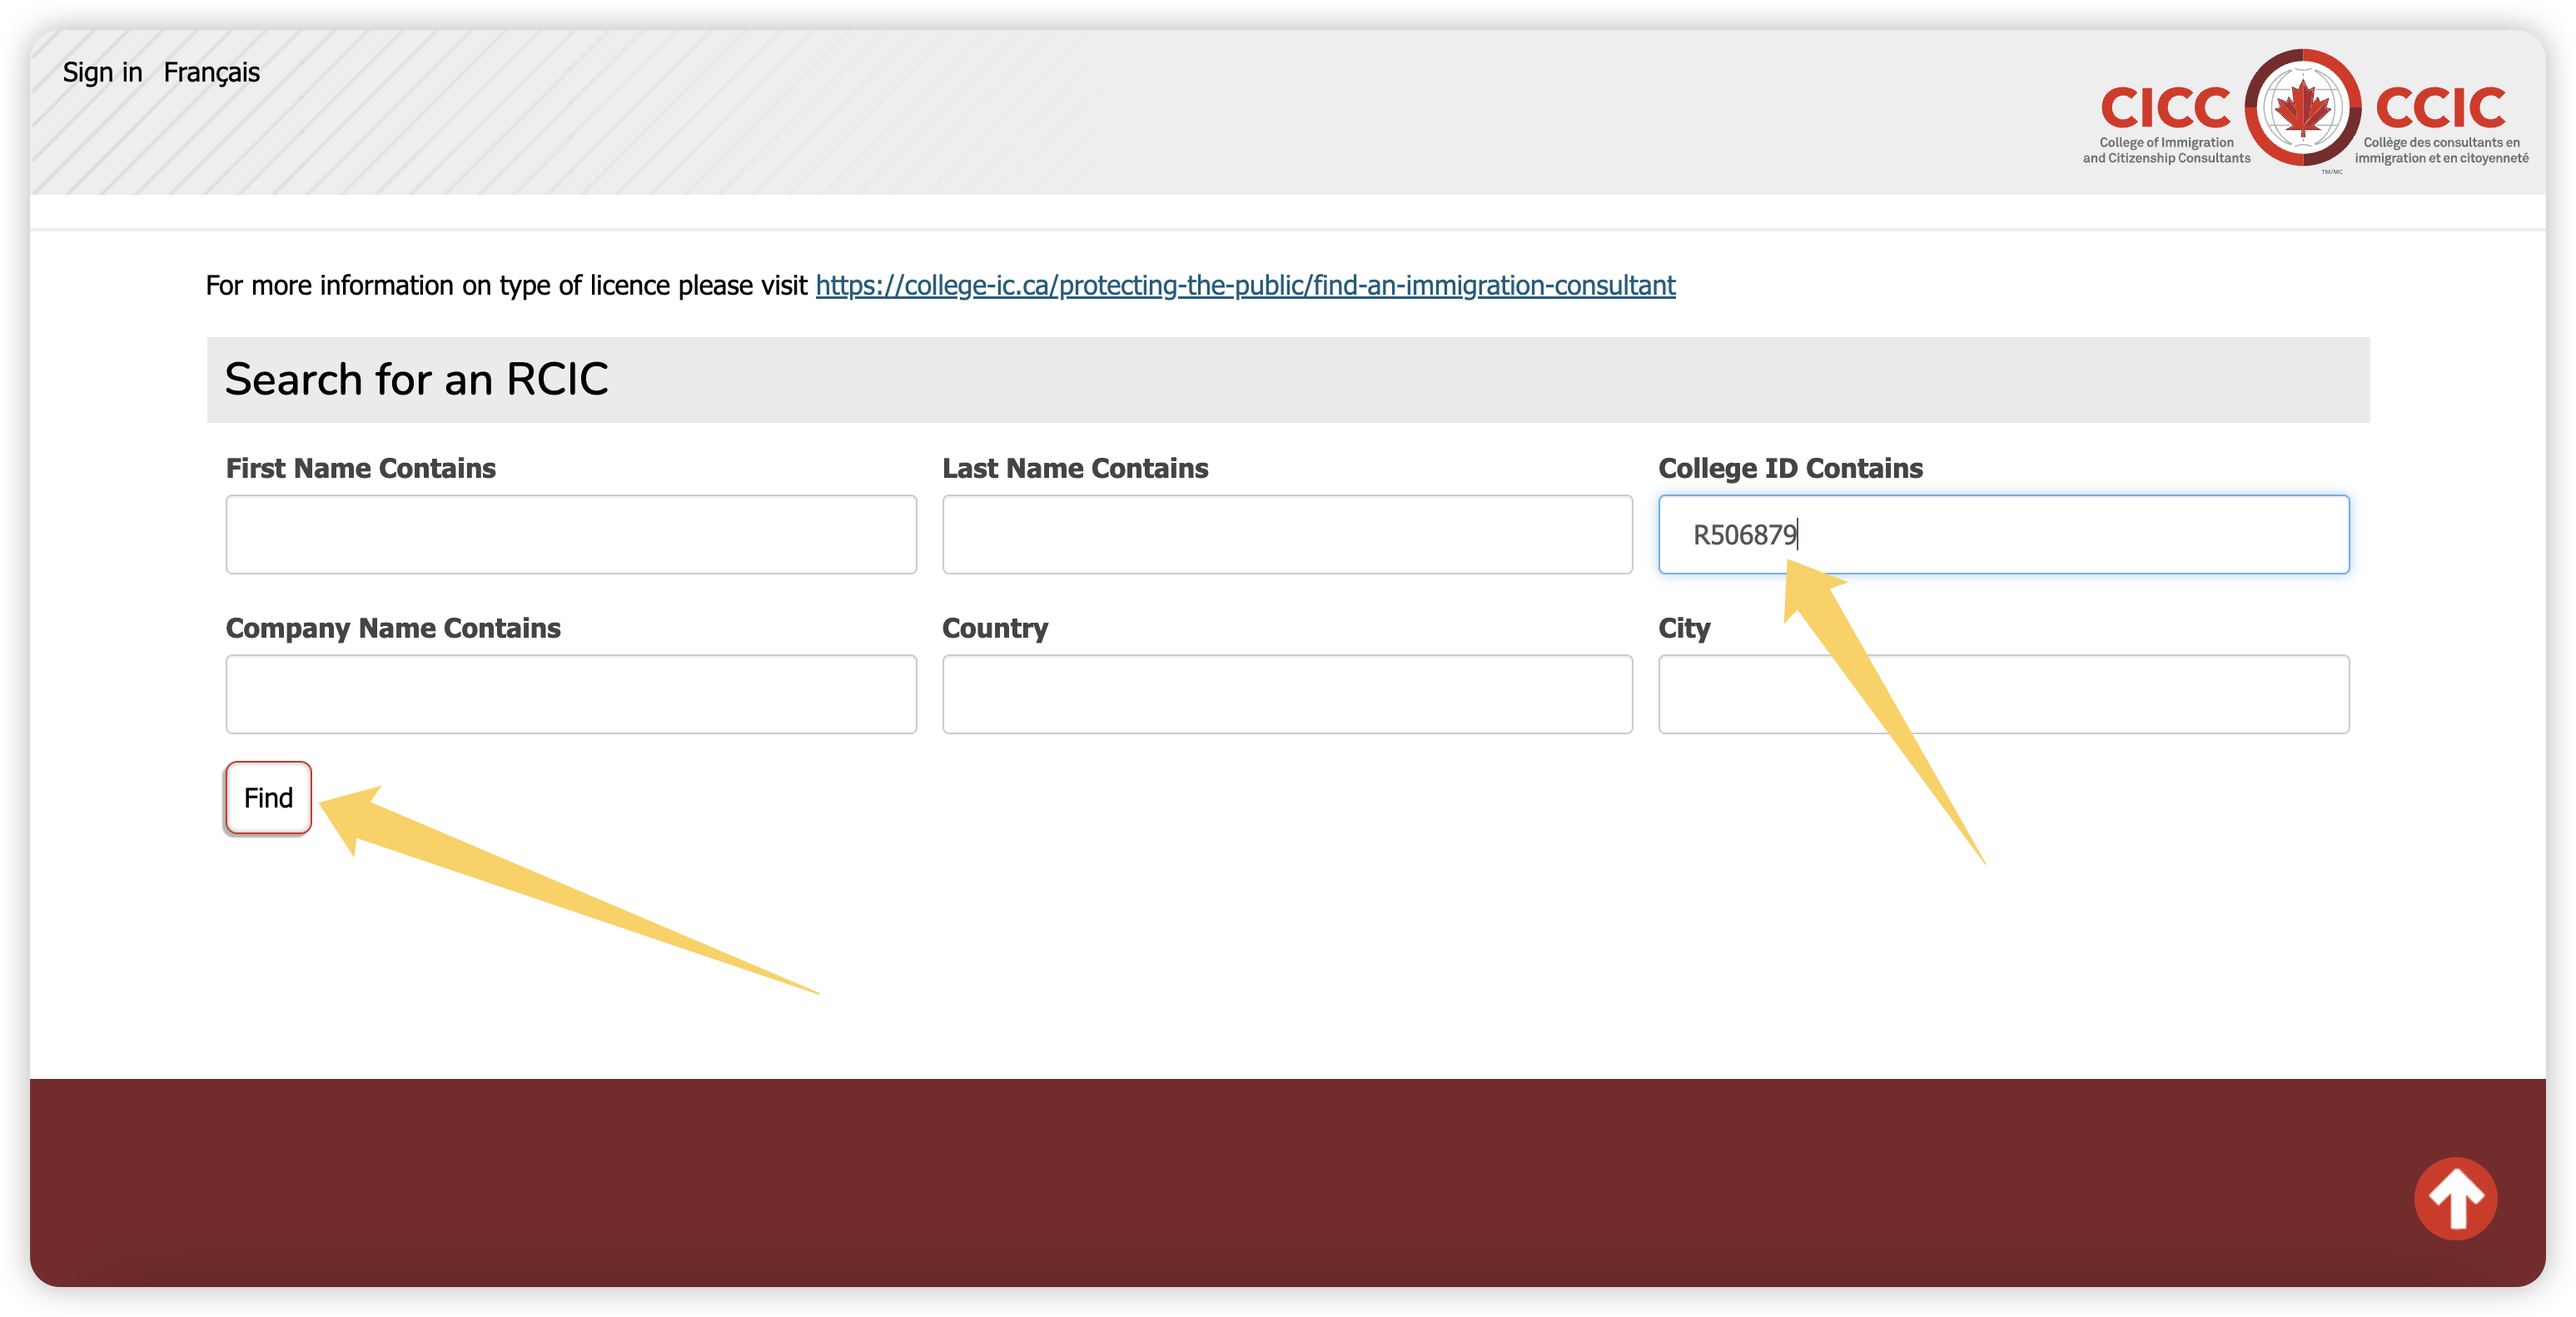 Sign in Français
CICC
College of Immigration
and Citizenship Consultants
TM/MC
CCIC
Collège des consultants en
immigration et en citoyenneté
For more information on type of licence please visit https://college-ic.ca/protecting-the-public/find-an-immigration-consultant
Search for an RCIC
First Name Contains Last Name Contains College ID Contains
R506879
Company Name Contains Country City
Find